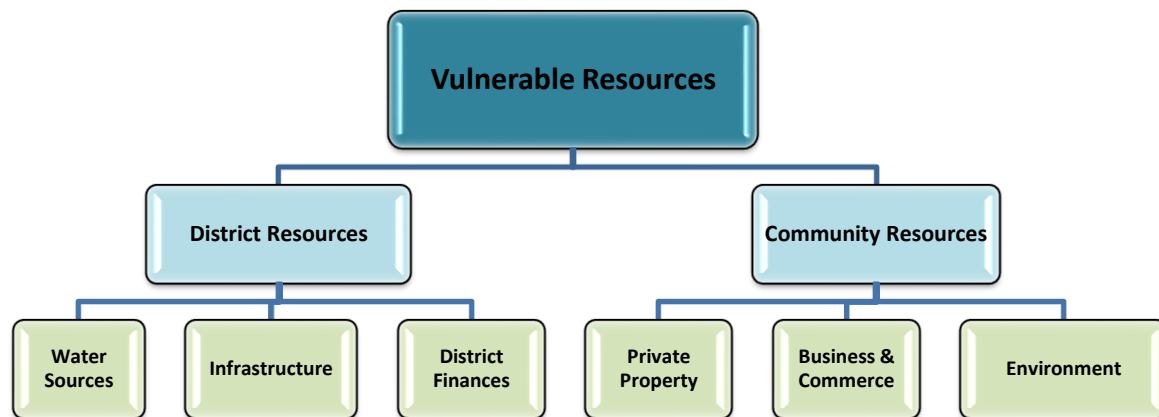 Vulnerable Resources
District Resources
Community Resources
Water
Sources
Infrastructure
District
Finances
Private
Property
Business &
Commerce
Environment